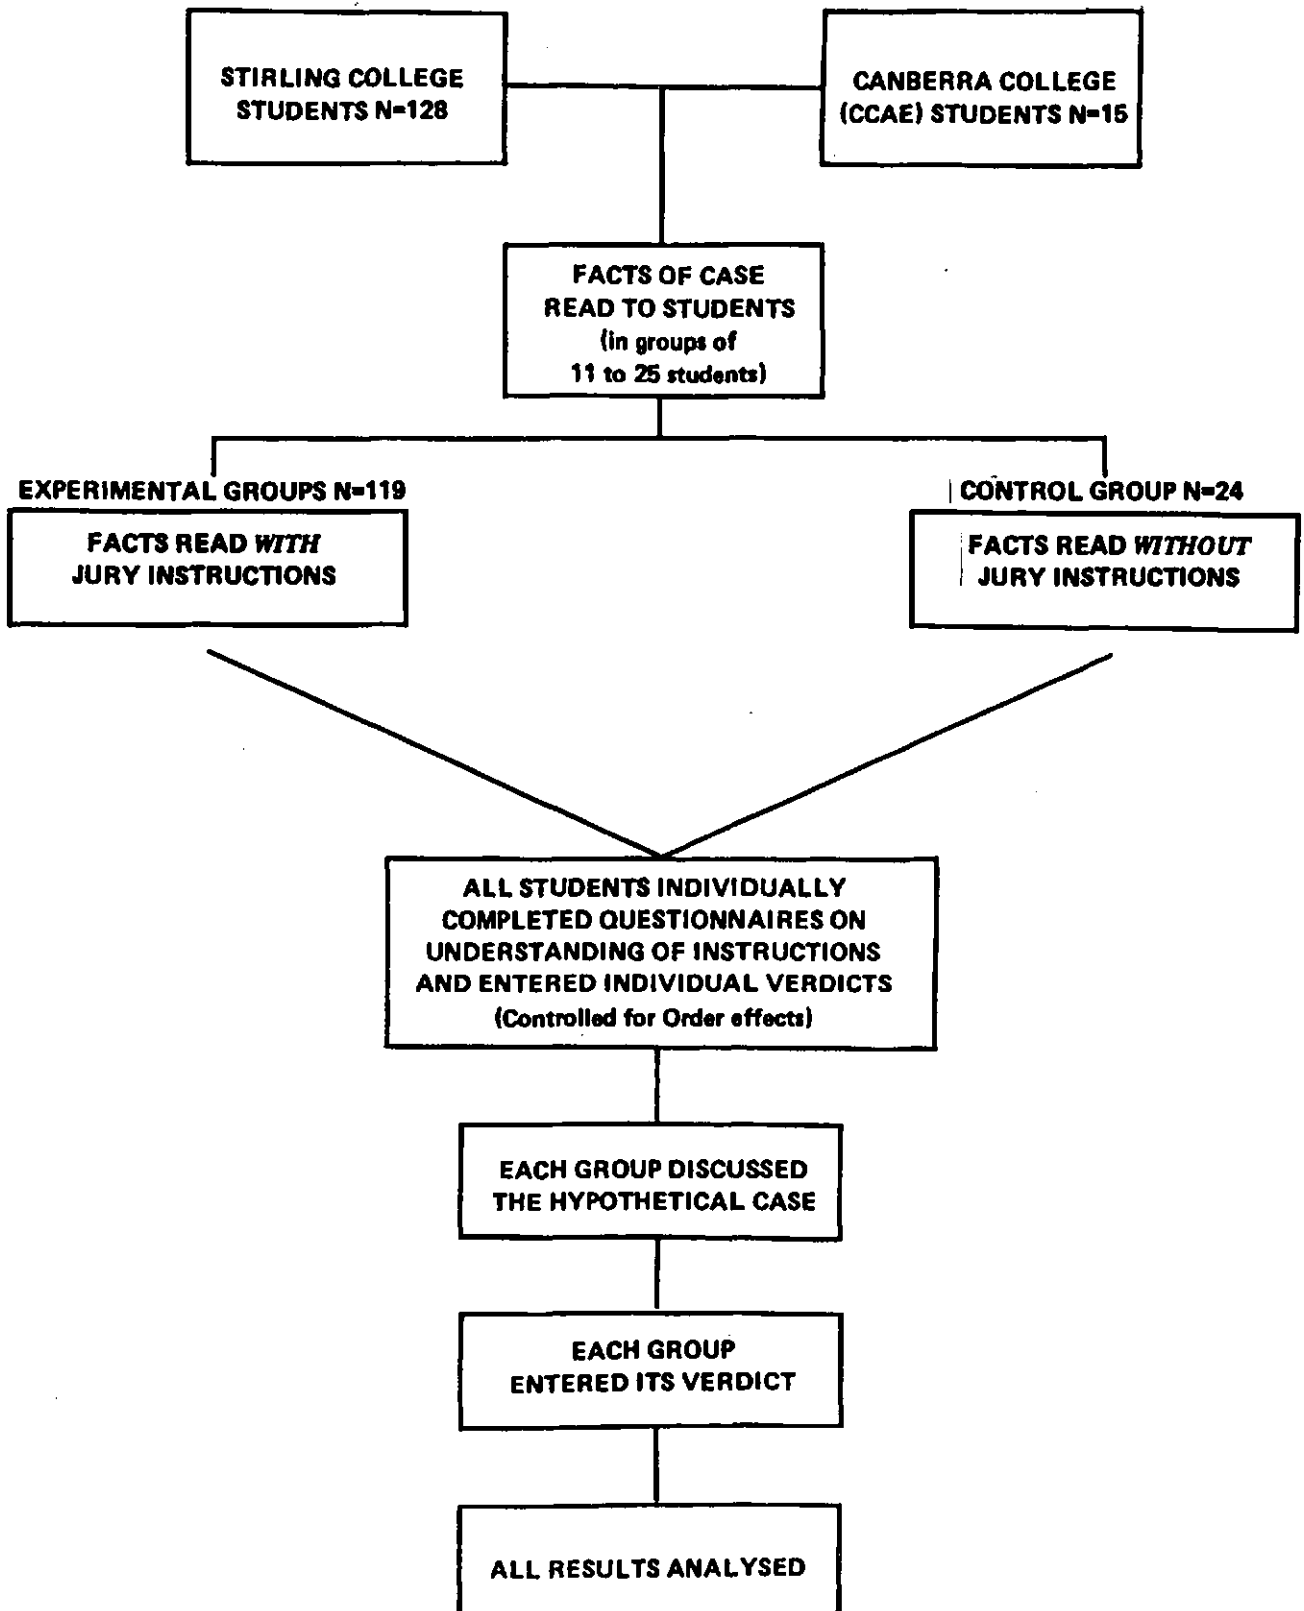 STIRLING COLLEGE
STUDENTS N=128
CANBERRA COLLEGE
(CCAE) STUDENTS N=15
FACTS OF CASE
READ TO STUDENTS
(in groups of
11 to 25 students)
EXPERIMENTAL GROUPS N=119
FACTS READ WITH
JURY INSTRUCTIONS
CONTROL GROUP N=24
FACTS READ WITHOUT
JURY INSTRUCTIONS
ALL STUDENTS INDIVIDUALLY
COMPLETED QUESTIONNAIRES ON
UNDERSTANDING OF INSTRUCTIONS
AND ENTERED INDIVIDUAL VERDICTS
(Controlled for Order effects)
EACH GROUP DISCUSSED
THE HYPOTHETICAL CASE
EACH GROUP
ENTERED ITS VERDICT
ALL RESULTS ANALYSED